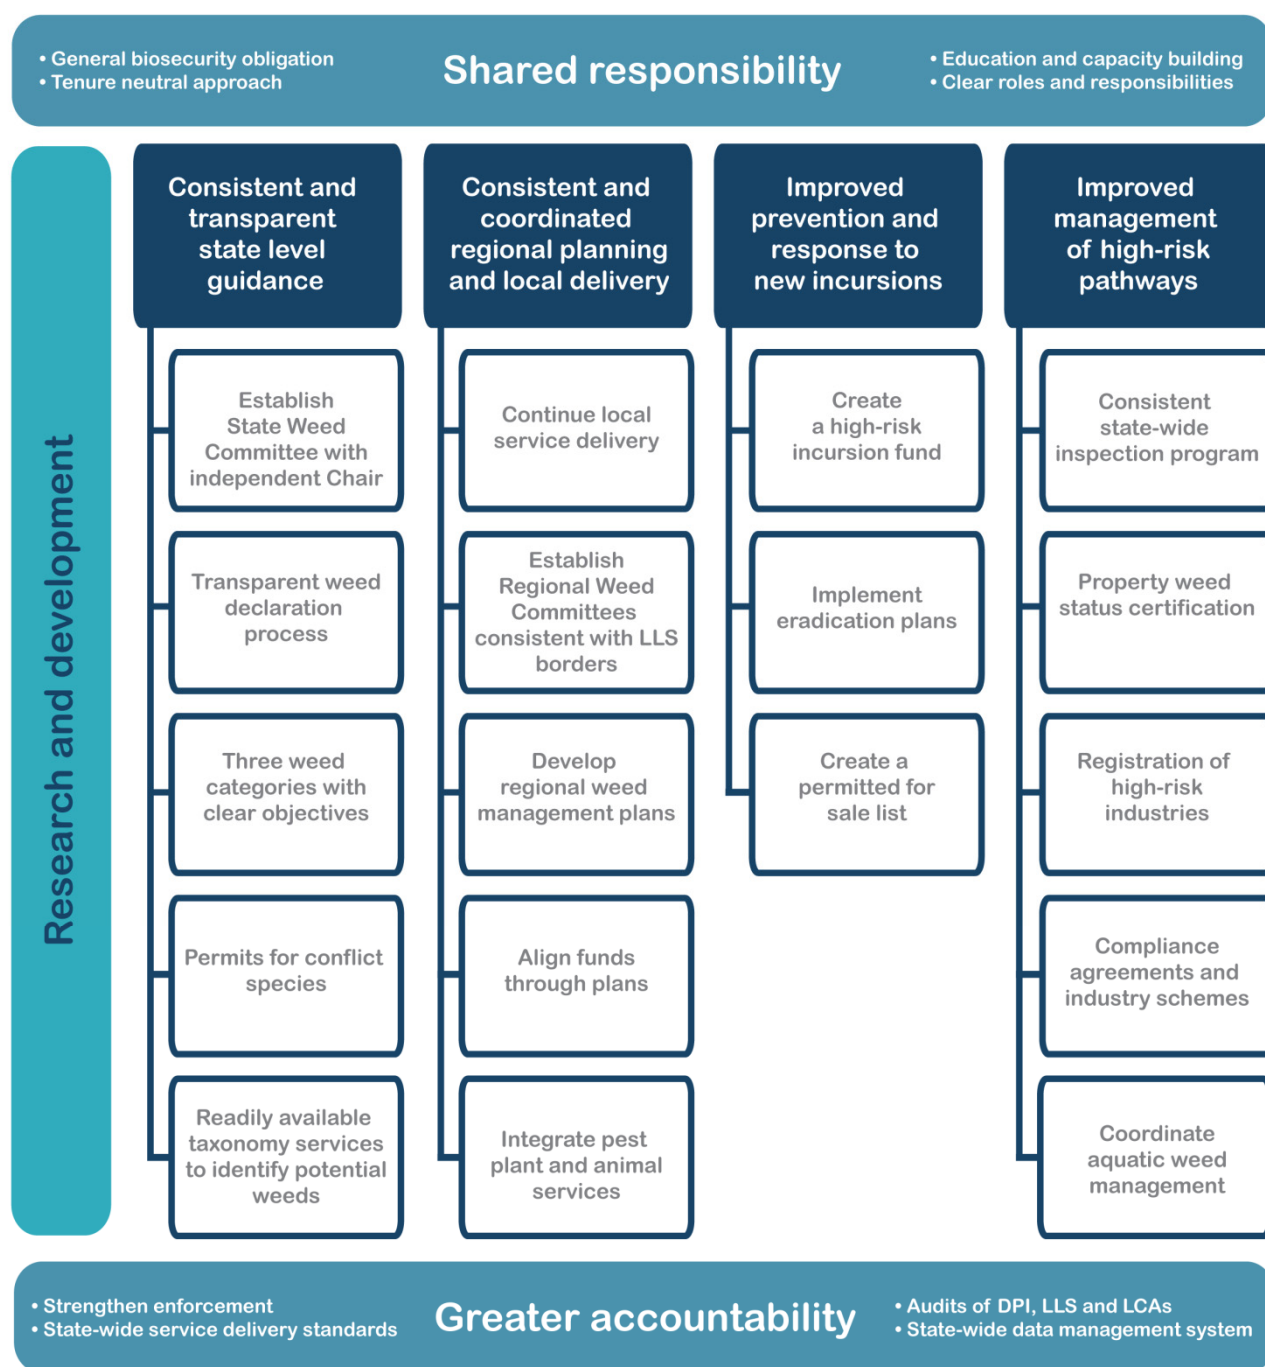 • General biosecurity obligation
• Tenure neutral approach
Shared responsibility
• Education and capacity building
• Clear roles and responsibilities
Research and development
Consistent and
transparent
state level
guidance
Establish
State Weed
Committee with
independent Chair
Transparent weed
declaration
process
Three weed
categories with
clear objectives
Permits for conflict
species
Readily available
taxonomy services
to identify potential
weeds
Consistent and
coordinated
regional planning
and local delivery
Continue local
service delivery
Establish
Regional Weed
Committees
consistent with LLS
borders
Develop
regional weed
management plans
Align funds
through plans
Integrate pest
plant and animal
services
Improved
prevention and
response to
new incursions
Create
a high-risk
incursion fund
Implement
eradication plans
Create a
permitted for
sale list
Improved
management
of high-risk
pathways
Consistent
state-wide
inspection program
Property weed
status certification
Registration of
high-risk
industries
Compliance
agreements and
industry schemes
Coordinate
aquatic weed
management
• Strengthen enforcement
• State-wide service delivery standards
Greater accountability
• Audits of DPI, LLS and LCAs
• State-wide data management system